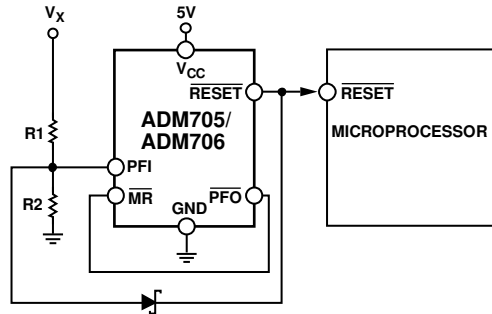 VX
5V
VCC
RESET
RESET
ADM705/
ADM706
MICROPROCESSOR
R1
PFI
R2
MR
PFO
GND